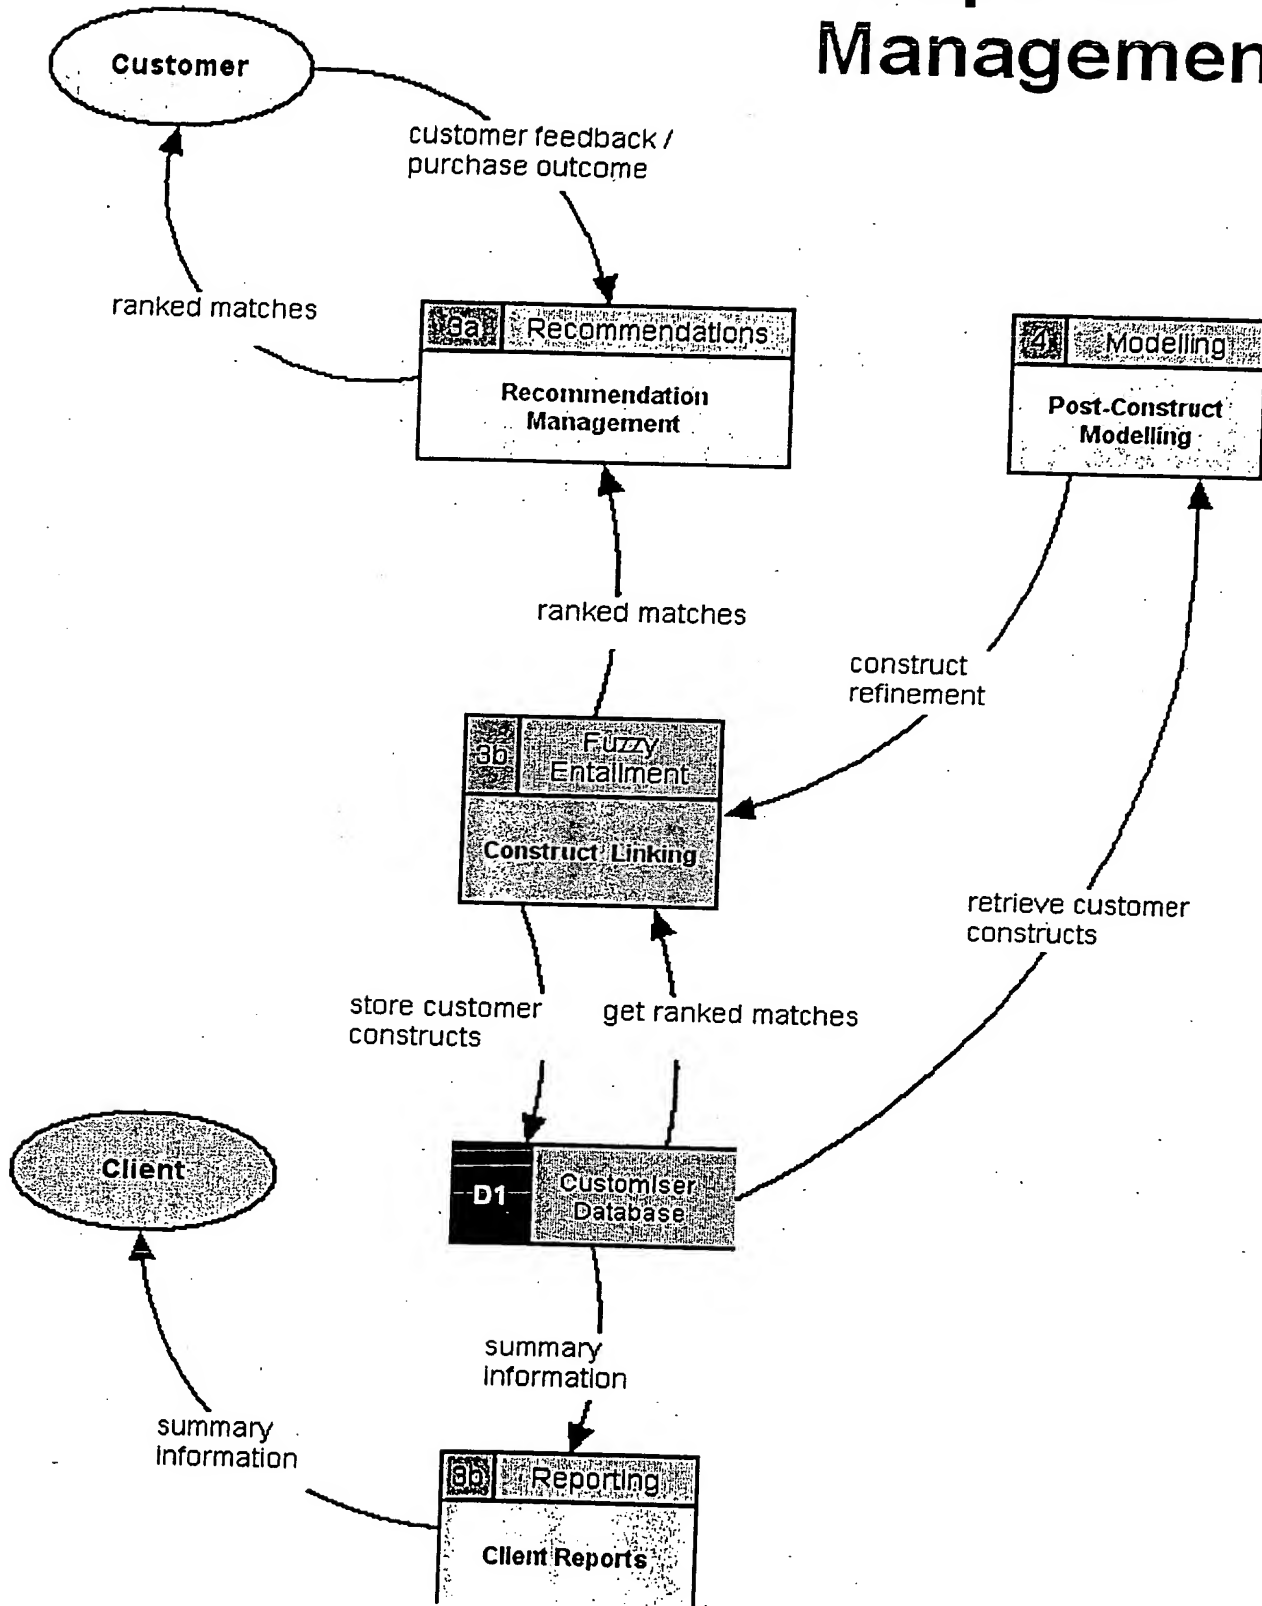 Management
Customer
customer feedback /
purchase outcome
ranked matches
3a
Recommendations
Recommendation
Management
4
Modelling
Post-Construct
Modelling
ranked matches
construct
refinement
3b
Fuzzy
Entailment
Construct Linking
retrieve customer
constructs
store customer
constructs
get ranked matches
Client
D1
Customiser
Database
summary
information
summary
information
3b
Reporting
Client Reports